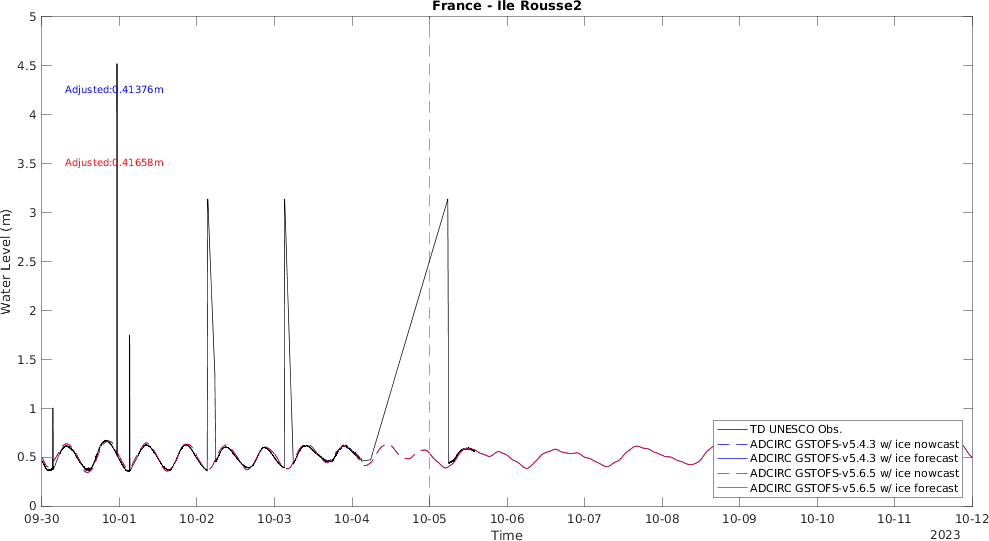 France - Ile Rousse2
5
4.5
4
3.5
3
2.5
2
1.5
1
0.5
0
Water Level (m)
Adjusted:0.41376m
Adjusted:0.41658m
TD UNESCO Obs.
ADCIRC GSTOFS-v5.4.3 w/ ice nowcast
ADCIRC GSTOFS-v5.4.3 w/ ice forecast
ADCIRC GSTOFS-v5.6.5 w/ ice nowcast
ADCIRC GSTOFS-v5.6.5 w/ ice forecast
09-30 10-01 10-02 10-03 10-04 10-05 10-06 10-07 10-08 10-09 10-10 10-11 10-12
Time
2023